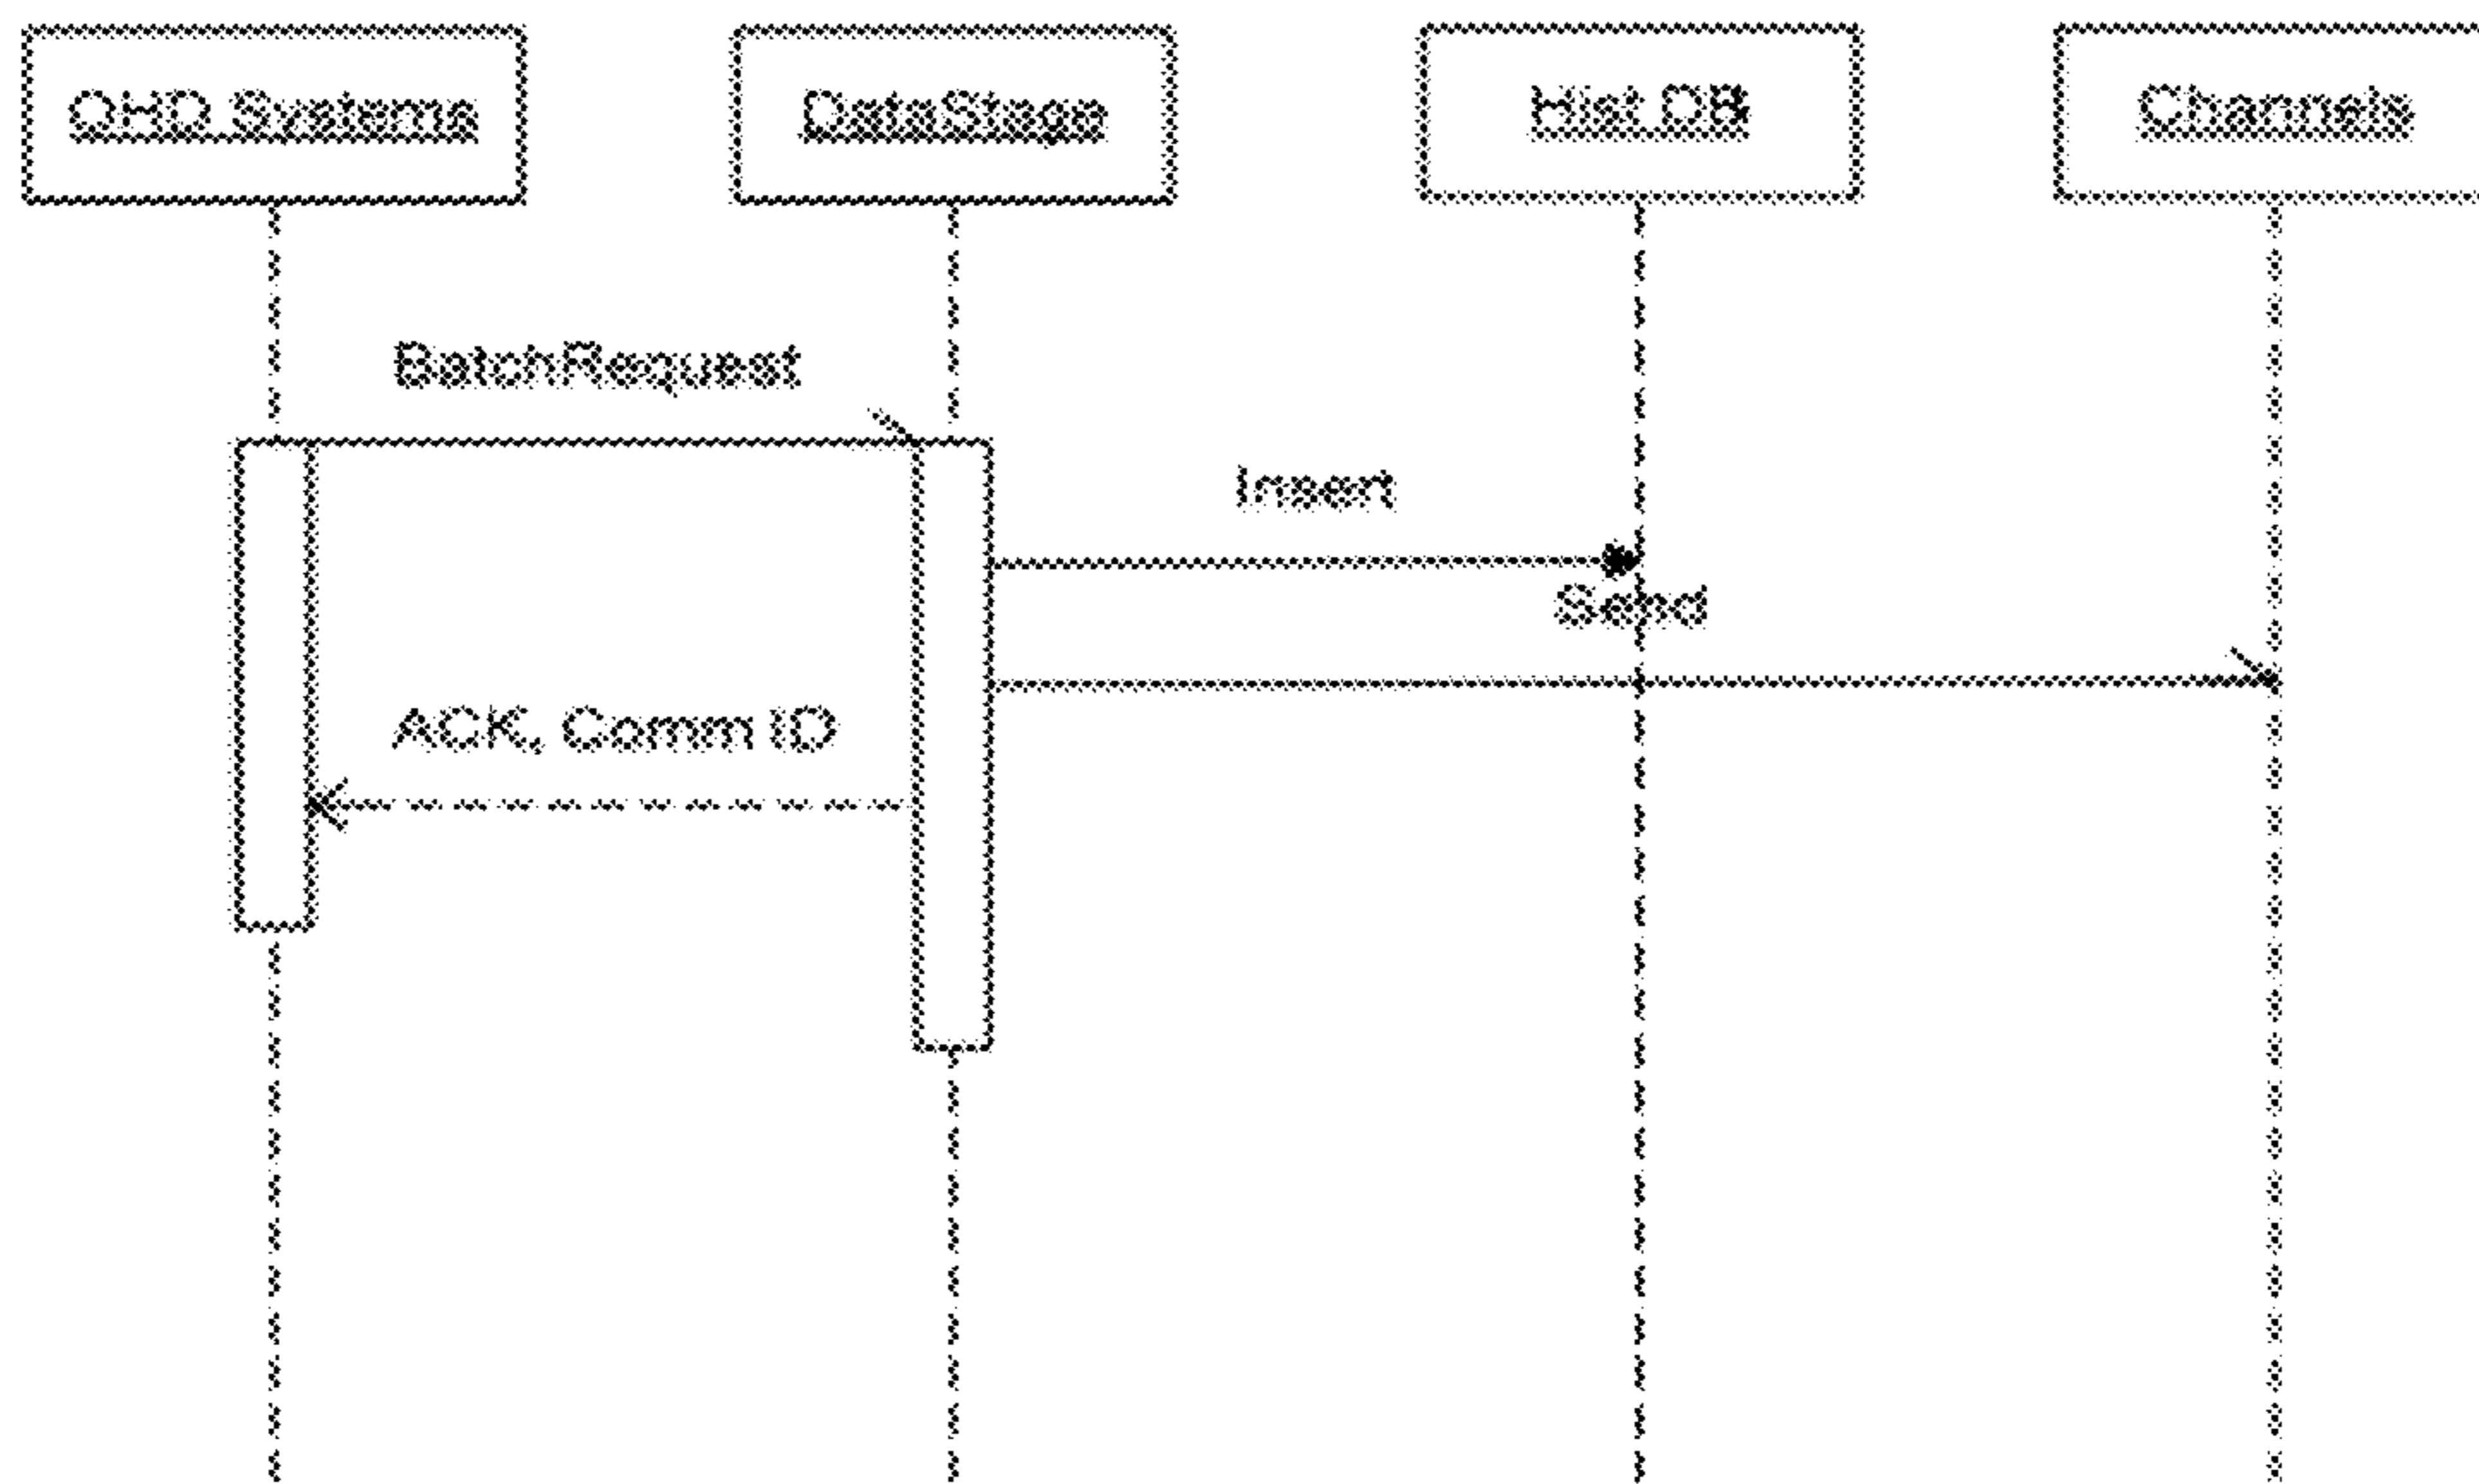 OHD Systems
DataStage
Hist DB
Channels
BatchRequest
Insert
Send
ACK, Comm ID